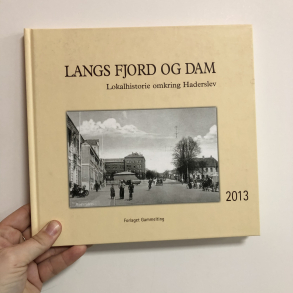 LANGS FJORD OG DAM
Lokalhistorie omkring Haderslev
2013
Forlaget Gammelting